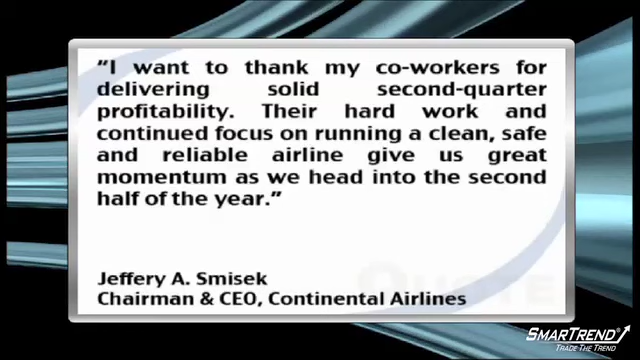 "I want to thank my co-workers for
delivering solid second-quarter
profitability. Their hard work and
continued focus on running a clean, safe
and reliable airline give us great
momentum as we head into the second
half of the year."
Jeffery A. Smisek
Chairman & CEO, Continental Airlines
QUOTE
SMARTREND
TRADE THE TREND